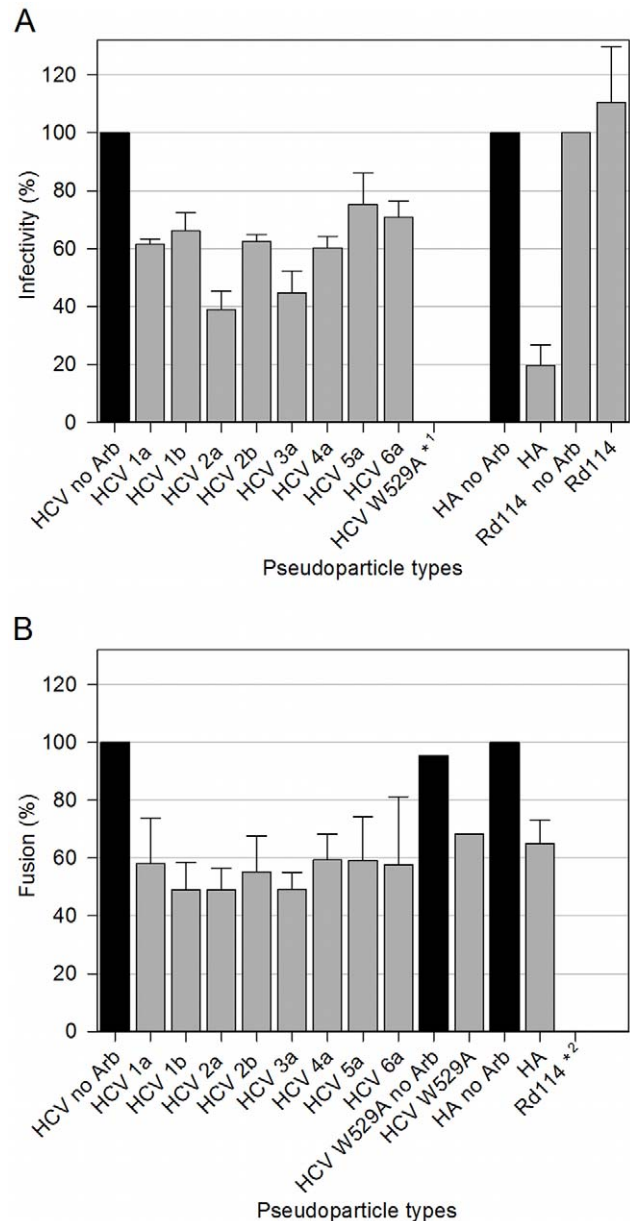 A
Infectivity (%)
120
100
80
60
40
20
0
HCV no Arb
HCV 1a
HCV 1b
HCV 2a
HCV 2b
HCV 3a
HCV 4a
HCV 5a
HCV 6a
HCV W529A *1
HA no Arb
HA
Rd114 no Arb
Rd114
Pseudoparticle types
B
Fusion (%)
120
100
80
60
40
20
0
HCV no Arb
HCV 1a
HCV 1b
HCV 2a
HCV 2b
HCV 3a
HCV 4a
HCV 5a
HCV 6a
HCV W529A no Arb
HCV W529A
HA no Arb
HA
Rd114 *2
Pseudoparticle types